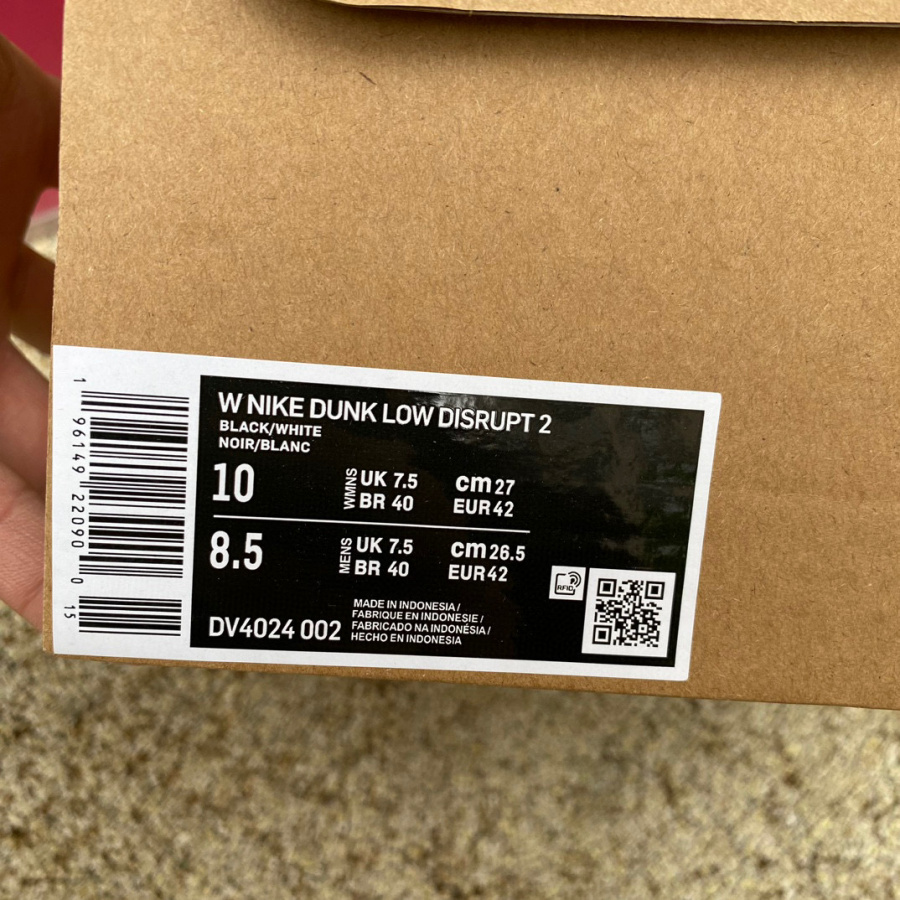 W NIKE DUNK LOW DISRUPT 2
BLACK/WHITE
NOIR/BLANC
10 WMNS UK 7.5 cm 27
BR 40 EUR 42
8.5 MENS UK 7.5 cm 26.5
BR 40 EUR 42
RFID
DV4024 002
MADE IN INDONESIA /
FABRIQUE EN INDONESIE /
FABRICADO NA INDONÉSIA /
HECHO EN INDONESIA
1 96149 22090 0 15